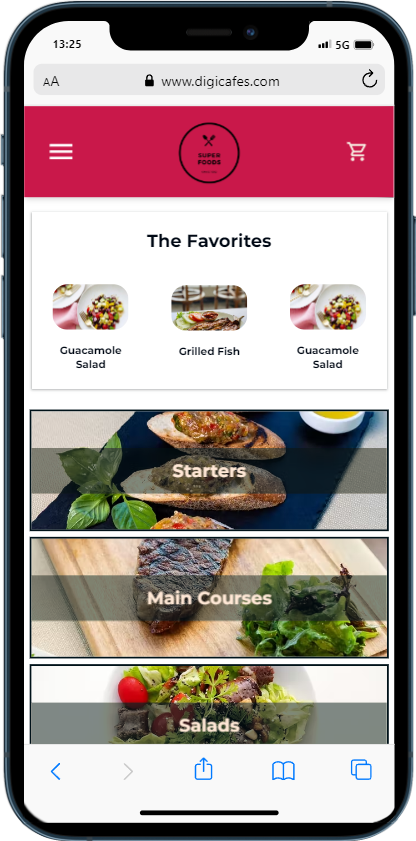 13:25
5G
AA
www.digicafes.com
SUPER
FOODS
The Favorites
Guacamole
Salad
Grilled Fish
Guacamole
Salad
Starters
Main Courses
Salads